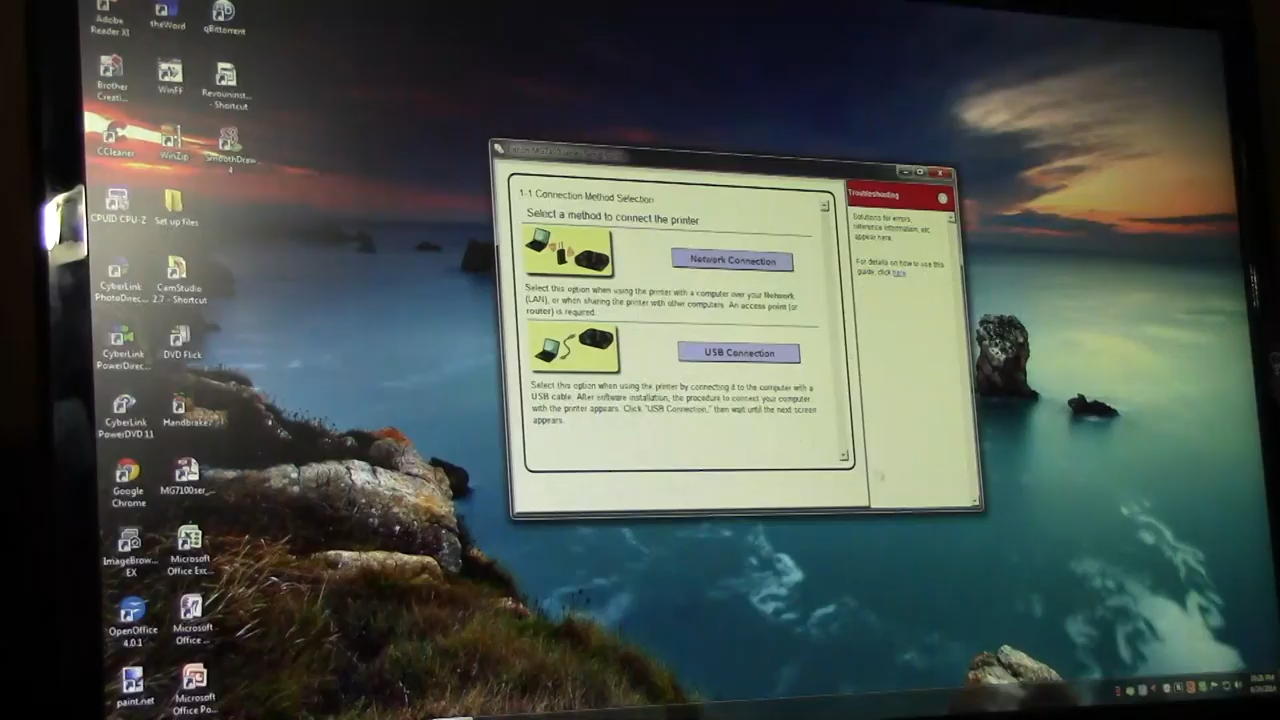 Adobe
Reader XI
theWord
qBittorrent
Brother
Creati...
WinFF
Revouninst...
- Shortcut
CCleaner
WinZip
SmoothDraw
4
CPUID CPU-Z
Set up files
CyberLink
PhotoDirec...
CamStudio
2.7 - Shortcut
CyberLink
PowerDirec...
DVD Flick
CyberLink
PowerDVD 11
Handbrake
Google
Chrome
MG7100ser...
ImageBrow...
EX
Microsoft
Office Exc...
OpenOffice
4.0.1
Microsoft
Office ...
paint.net
Microsoft
Office Po...
1-1 Connection Method Selection
Select a method to connect the printer
Network Connection
Select this option when using the printer with a computer over your Network
(LAN), or when sharing the printer with other computers. An access point (or
router) is required.
USB Connection
Select this option when using the printer by connecting it to the computer with a
USB cable. After software installation, the procedure to connect your computer
with the printer appears. Click "USB Connection," then wait until the next screen
appears.
Troubleshooting
Solutions for errors,
reference information, etc.
appear here.
For details on how to use this
guide, click here.